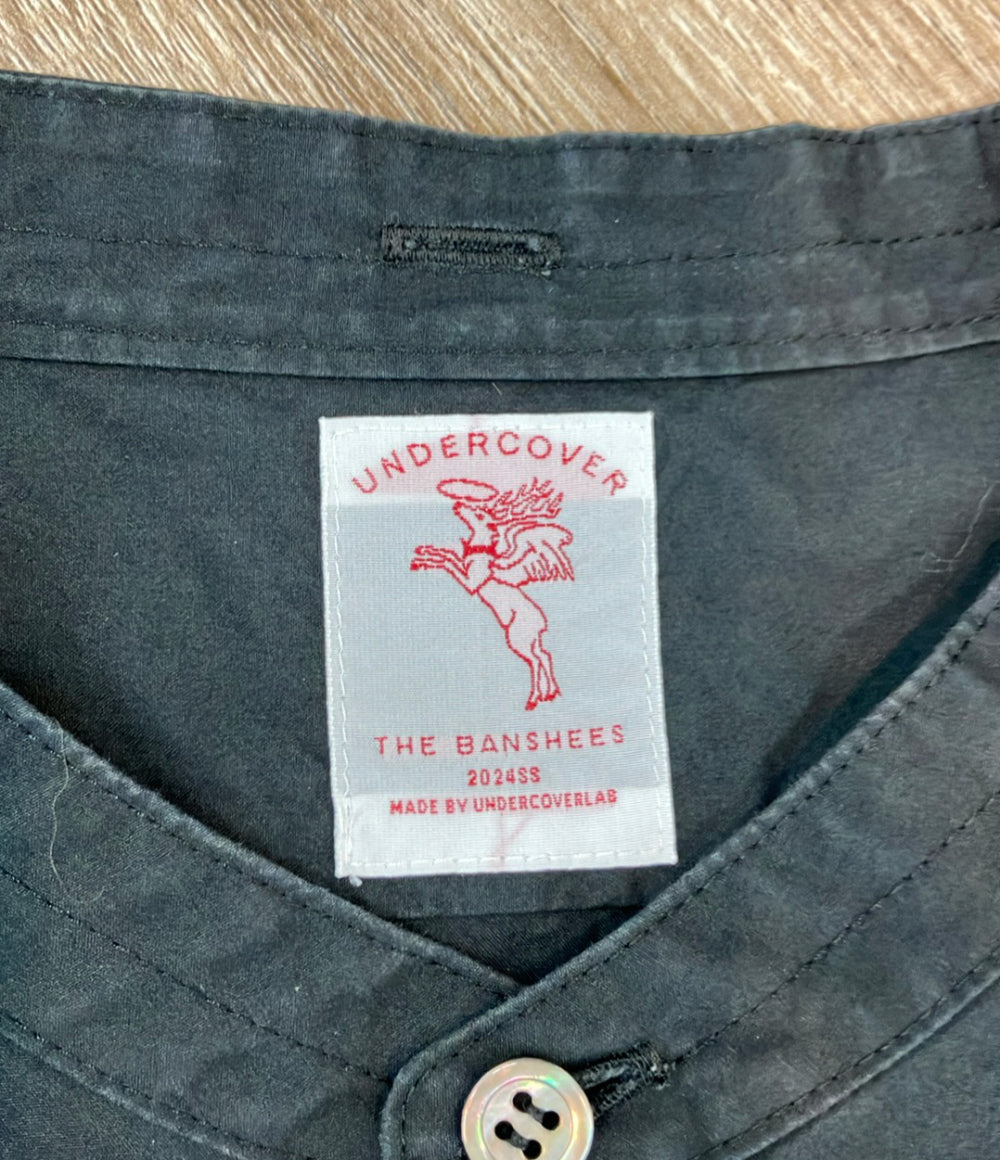 UNDERCOVER
THE BANSHEES
2024SS
MADE BY UNDERCOVERLAB